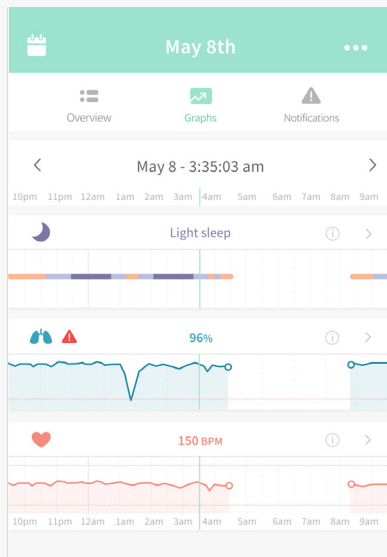 May 8th
Overview
Graphs
Notifications
May 8 - 3:35:03 am
10pm 11pm 12am 1am 2am 3am 4am 5am 6am 7am 8am 9am
Light sleep
96%
150 BPM
10pm 11pm 12am 1am 2am 3am 4am 5am 6am 7am 8am 9am